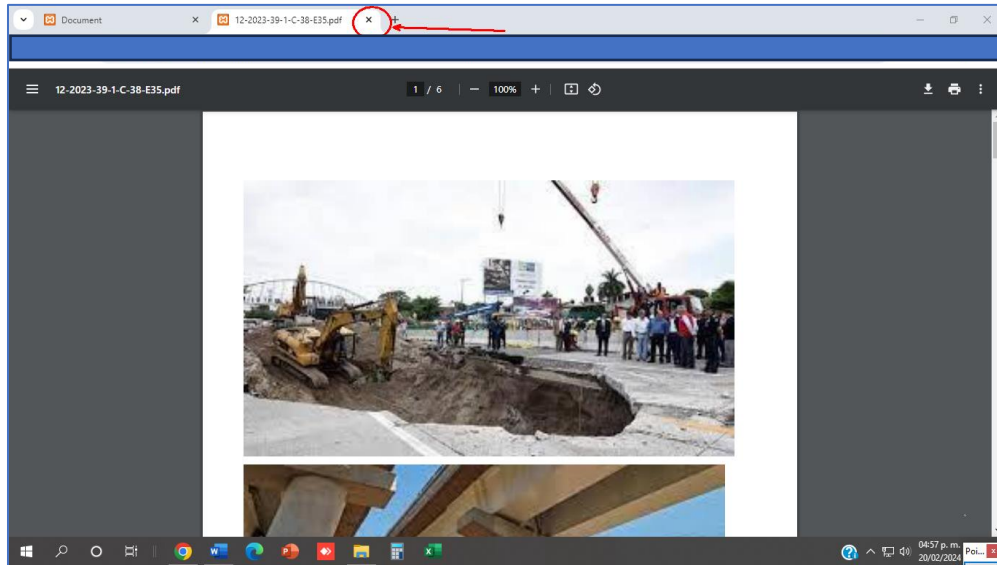 Document
12-2023-39-1-C-38-E35.pdf
12-2023-39-1-C-38-E35.pdf
1 / 6
100%
04:57 p. m.
20/02/2024
Poi...